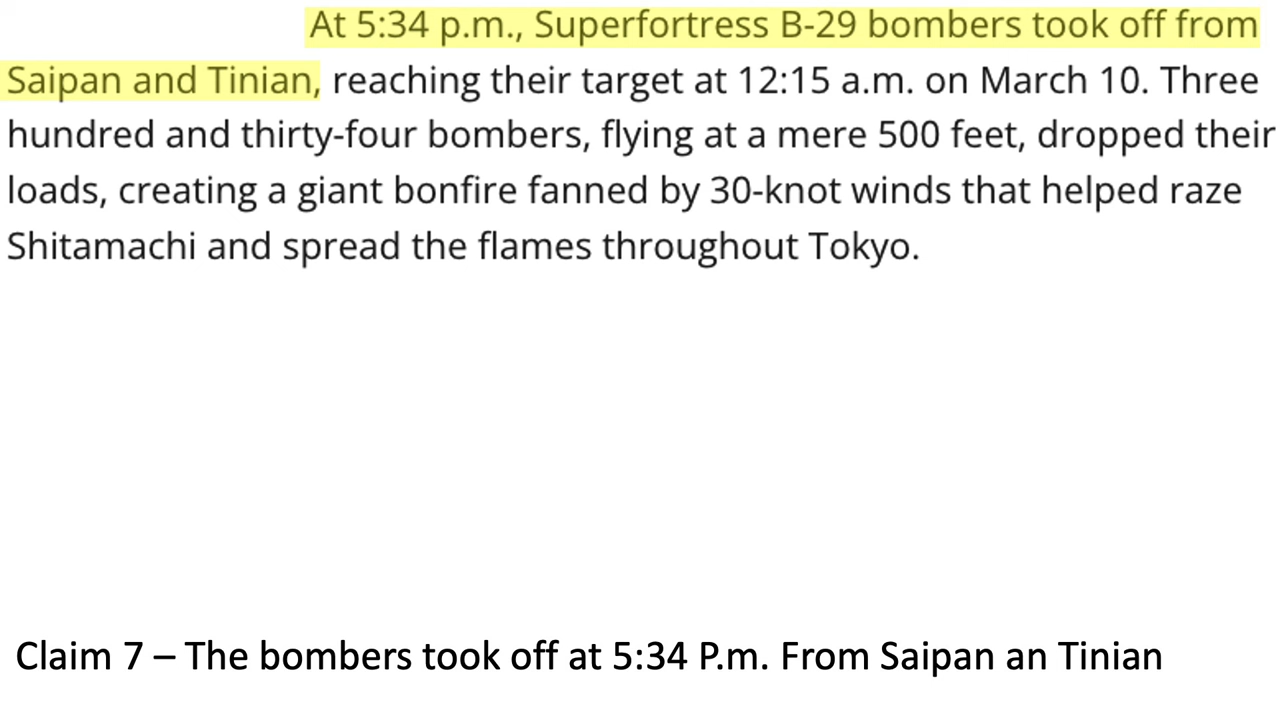 At 5:34 p.m., Superfortress B-29 bombers took off from
Saipan and Tinian, reaching their target at 12:15 a.m. on March 10. Three
hundred and thirty-four bombers, flying at a mere 500 feet, dropped their
loads, creating a giant bonfire fanned by 30-knot winds that helped raze
Shitamachi and spread the flames throughout Tokyo.
Claim 7 – The bombers took off at 5:34 P.m. From Saipan an Tinian